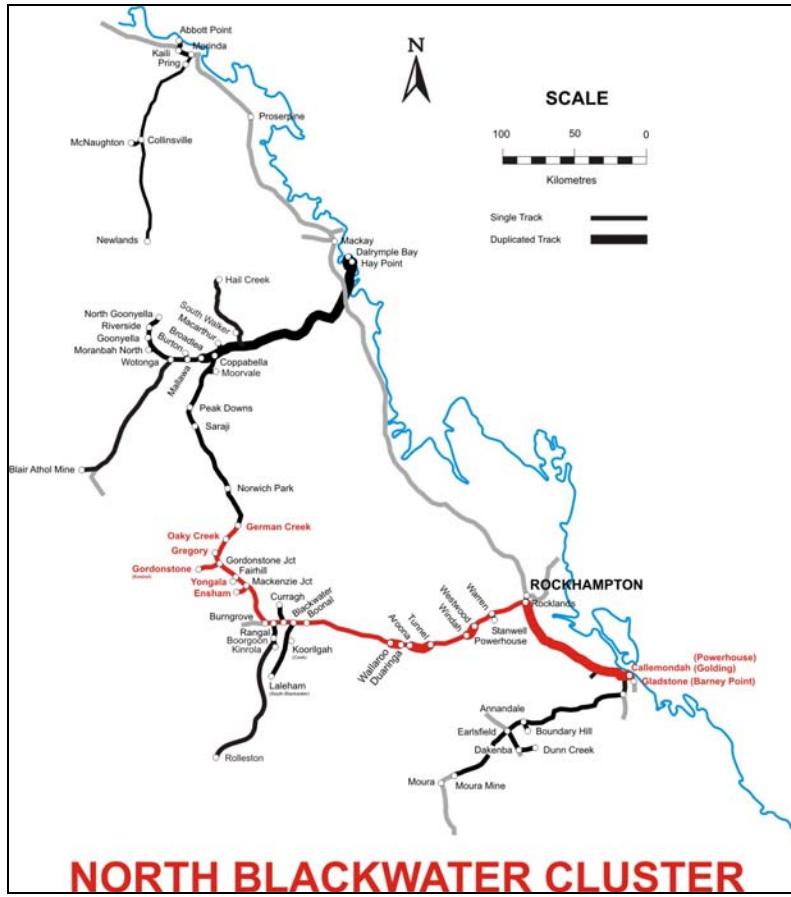 Abbott Point
Merinda
Kaili
Pring
N
SCALE
100 50 0
Kilometres
Single Track
Duplicated Track
Proserpine
McNaughton
Collinsville
Newlands
Mackay
Dalrymple Bay
Hay Point
Hail Creek
North Goonyella
Riverside
Goonyella
Moranbah North
Wotonga
South Walker
Macarthur
Broadlea
Burton
Mallawa
Coppabella
Moorvale
Peak Downs
Saraji
Blair Athol Mine
Norwich Park
German Creek
Oaky Creek
Gregory
Gordonstone Jct
Gordonstone
Fairhill
Yongala
Mackenzie Jct
Ensham
Curragh
Blackwater
Boonal
Burngrove
Rangal
Boorgoon
Kinrola
Koorilgah
Laleham
(South Blackwater)
Rolleston
Wallaroo
Duaringa
Aroona
Tunnel
Windah
Westwood
Warren
Stanwell
Powerhouse
ROCKHAMPTON
Rocklands
(Powerhouse)
Callemondah (Golding)
Gladstone (Barney Point)
Annandale
Earlsfield
Boundary Hill
Dakenba
Dunn Creek
Moura
Moura Mine
NORTH BLACKWATER CLUSTER